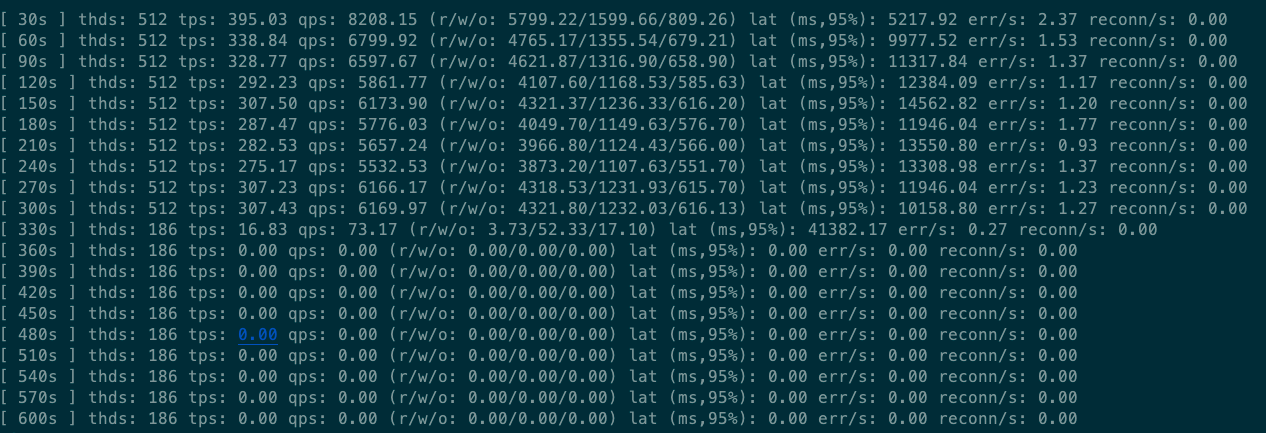 [ 30s ] thds: 512 tps: 395.03 qps: 8208.15 (r/w/o: 5799.22/1599.66/809.26) lat (ms,95%): 5217.92 err/s: 2.37 reconn/s: 0.00
[ 60s ] thds: 512 tps: 338.84 qps: 6799.92 (r/w/o: 4765.17/1355.54/679.21) lat (ms,95%): 9977.52 err/s: 1.53 reconn/s: 0.00
[ 90s ] thds: 512 tps: 328.77 qps: 6597.67 (r/w/o: 4621.87/1316.90/658.90) lat (ms,95%): 11317.84 err/s: 1.37 reconn/s: 0.00
[ 120s ] thds: 512 tps: 292.23 qps: 5861.77 (r/w/o: 4107.60/1168.53/585.63) lat (ms,95%): 12384.09 err/s: 1.17 reconn/s: 0.00
[ 150s ] thds: 512 tps: 307.50 qps: 6173.90 (r/w/o: 4321.37/1236.33/616.20) lat (ms,95%): 14562.82 err/s: 1.20 reconn/s: 0.00
[ 180s ] thds: 512 tps: 287.47 qps: 5776.03 (r/w/o: 4049.70/1149.63/576.70) lat (ms,95%): 11946.04 err/s: 1.77 reconn/s: 0.00
[ 210s ] thds: 512 tps: 282.53 qps: 5657.24 (r/w/o: 3966.80/1124.43/566.00) lat (ms,95%): 13550.80 err/s: 0.93 reconn/s: 0.00
[ 240s ] thds: 512 tps: 275.17 qps: 5532.53 (r/w/o: 3873.20/1107.63/551.70) lat (ms,95%): 13308.98 err/s: 1.37 reconn/s: 0.00
[ 270s ] thds: 512 tps: 307.23 qps: 6166.17 (r/w/o: 4318.53/1231.93/615.70) lat (ms,95%): 11946.04 err/s: 1.23 reconn/s: 0.00
[ 300s ] thds: 512 tps: 307.43 qps: 6169.97 (r/w/o: 4321.80/1232.03/616.13) lat (ms,95%): 10158.80 err/s: 1.27 reconn/s: 0.00
[ 330s ] thds: 186 tps: 16.83 qps: 73.17 (r/w/o: 3.73/52.33/17.10) lat (ms,95%): 41382.17 err/s: 0.27 reconn/s: 0.00
[ 360s ] thds: 186 tps: 0.00 qps: 0.00 (r/w/o: 0.00/0.00/0.00) lat (ms,95%): 0.00 err/s: 0.00 reconn/s: 0.00
[ 390s ] thds: 186 tps: 0.00 qps: 0.00 (r/w/o: 0.00/0.00/0.00) lat (ms,95%): 0.00 err/s: 0.00 reconn/s: 0.00
[ 420s ] thds: 186 tps: 0.00 qps: 0.00 (r/w/o: 0.00/0.00/0.00) lat (ms,95%): 0.00 err/s: 0.00 reconn/s: 0.00
[ 450s ] thds: 186 tps: 0.00 qps: 0.00 (r/w/o: 0.00/0.00/0.00) lat (ms,95%): 0.00 err/s: 0.00 reconn/s: 0.00
[ 480s ] thds: 186 tps: 0.00 qps: 0.00 (r/w/o: 0.00/0.00/0.00) lat (ms,95%): 0.00 err/s: 0.00 reconn/s: 0.00
[ 510s ] thds: 186 tps: 0.00 qps: 0.00 (r/w/o: 0.00/0.00/0.00) lat (ms,95%): 0.00 err/s: 0.00 reconn/s: 0.00
[ 540s ] thds: 186 tps: 0.00 qps: 0.00 (r/w/o: 0.00/0.00/0.00) lat (ms,95%): 0.00 err/s: 0.00 reconn/s: 0.00
[ 570s ] thds: 186 tps: 0.00 qps: 0.00 (r/w/o: 0.00/0.00/0.00) lat (ms,95%): 0.00 err/s: 0.00 reconn/s: 0.00
[ 600s ] thds: 186 tps: 0.00 qps: 0.00 (r/w/o: 0.00/0.00/0.00) lat (ms,95%): 0.00 err/s: 0.00 reconn/s: 0.00